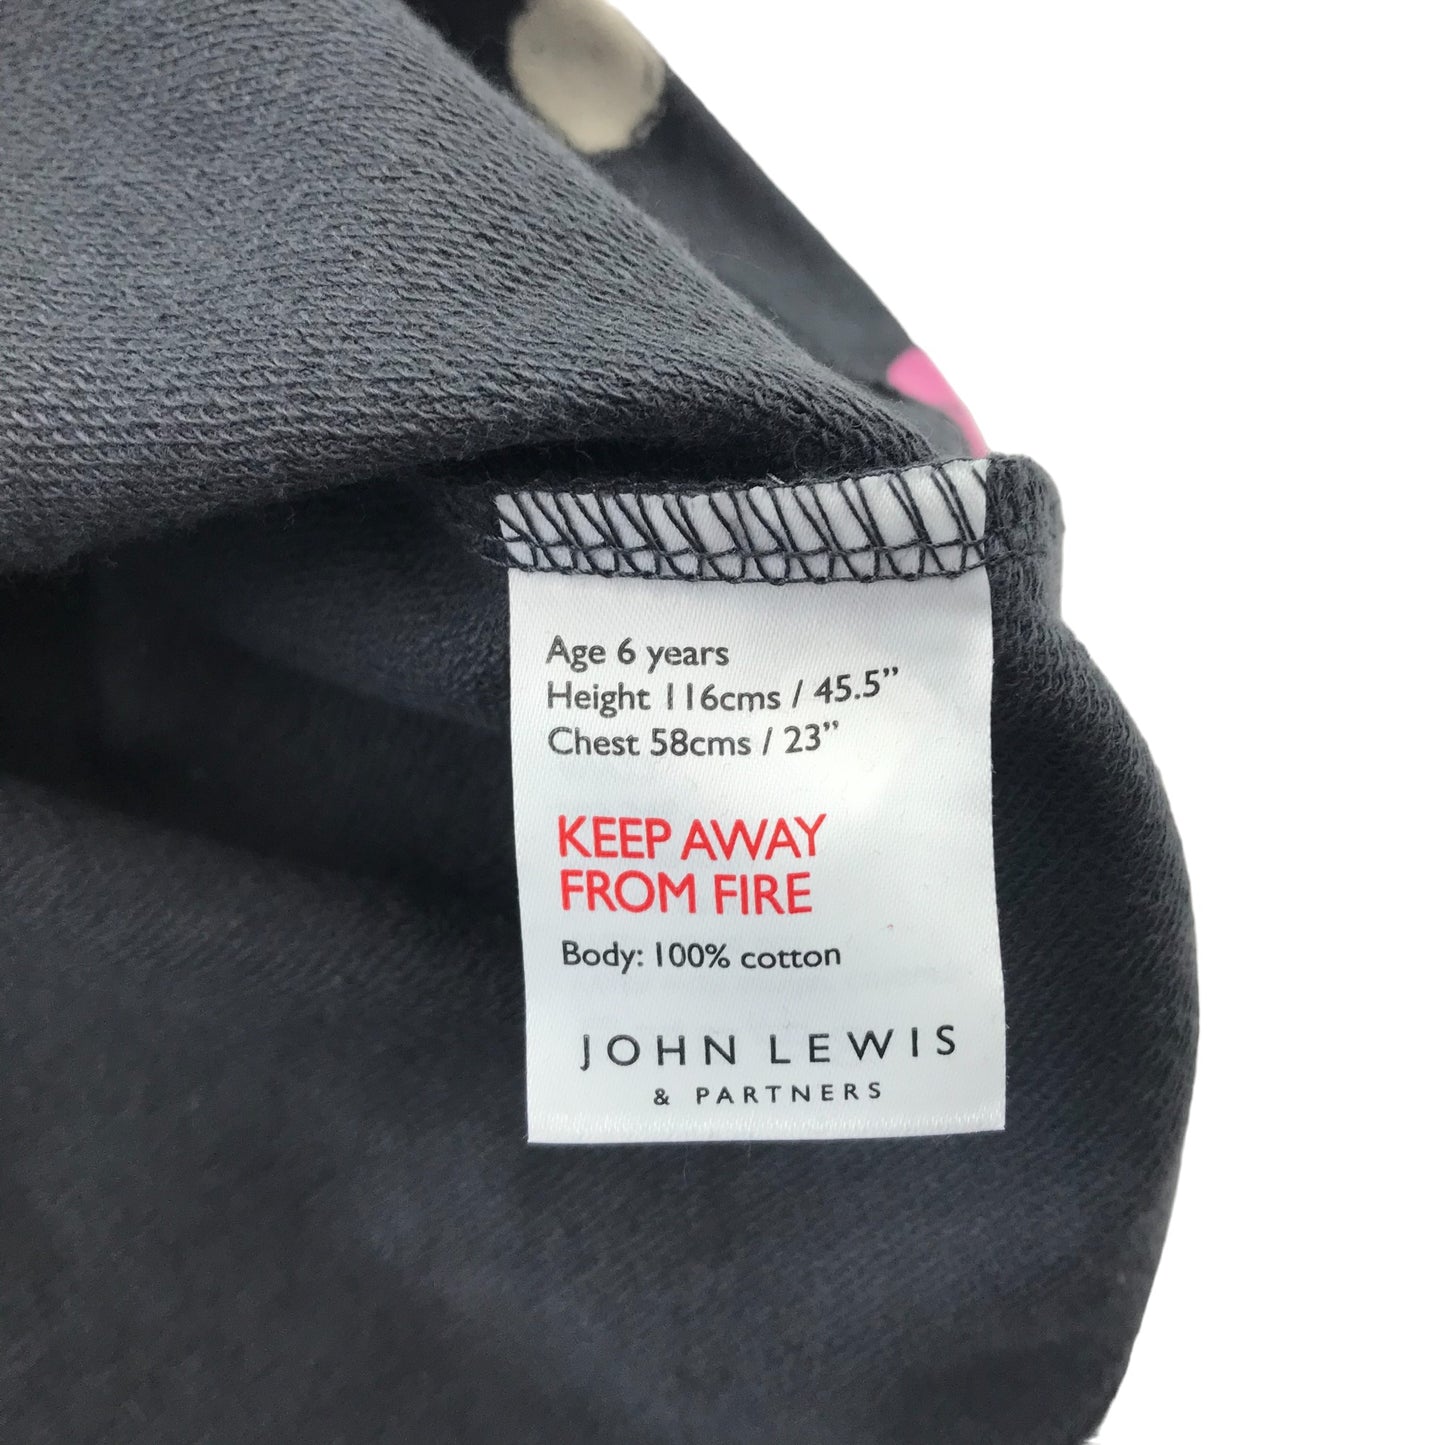 Age 6 years
Height 116cms / 45.5”
Chest 58cms / 23”
KEEP AWAY
FROM FIRE
Body: 100% cotton
JOHN LEWIS
& PARTNERS